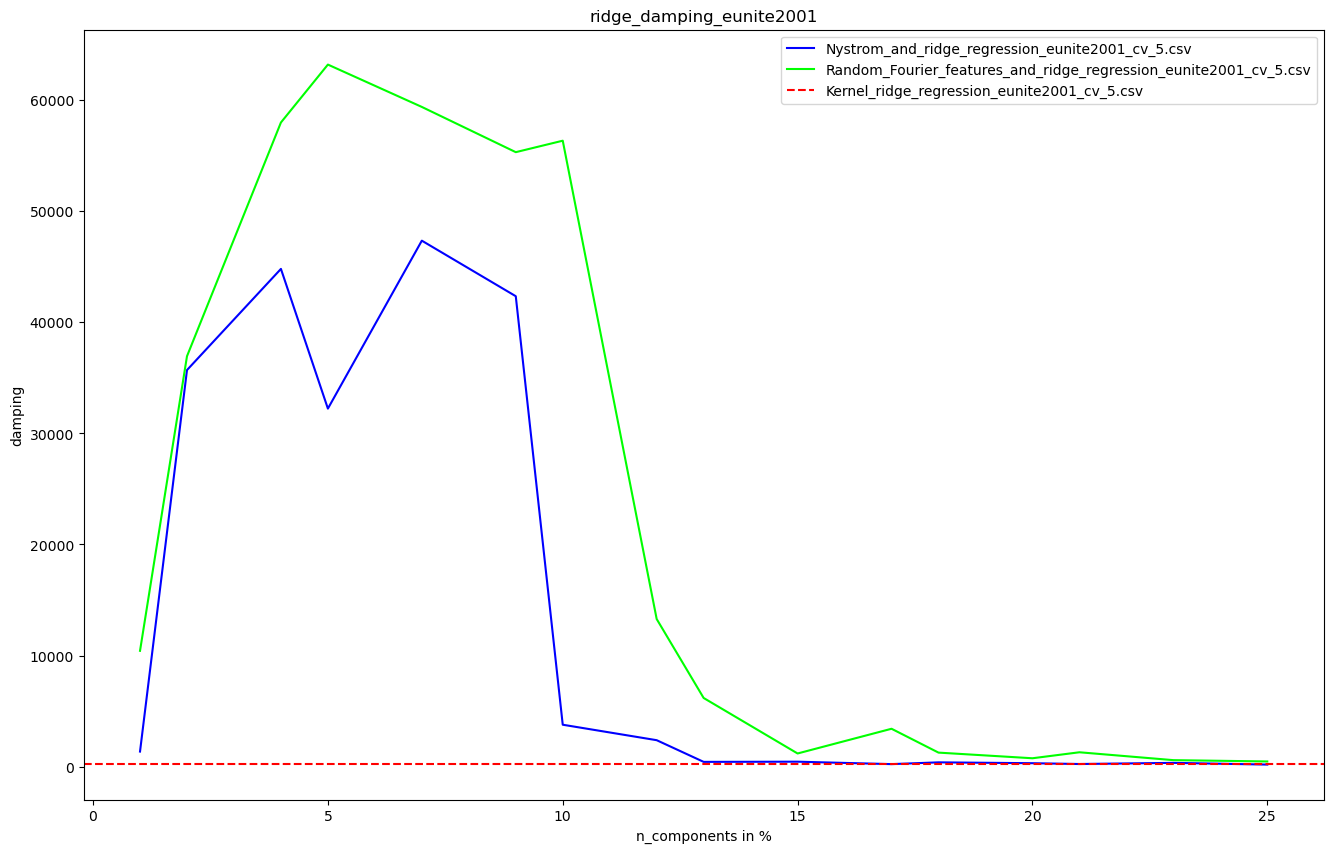 ridge_damping_eunite2001
Nystrom_and_ridge_regression_eunite2001_cv_5.csv
Random_Fourier_features_and_ridge_regression_eunite2001_cv_5.csv
Kernel_ridge_regression_eunite2001_cv_5.csv
60000
50000
40000
30000
20000
10000
0
damping
0 5 10 15 20 25
n_components in %